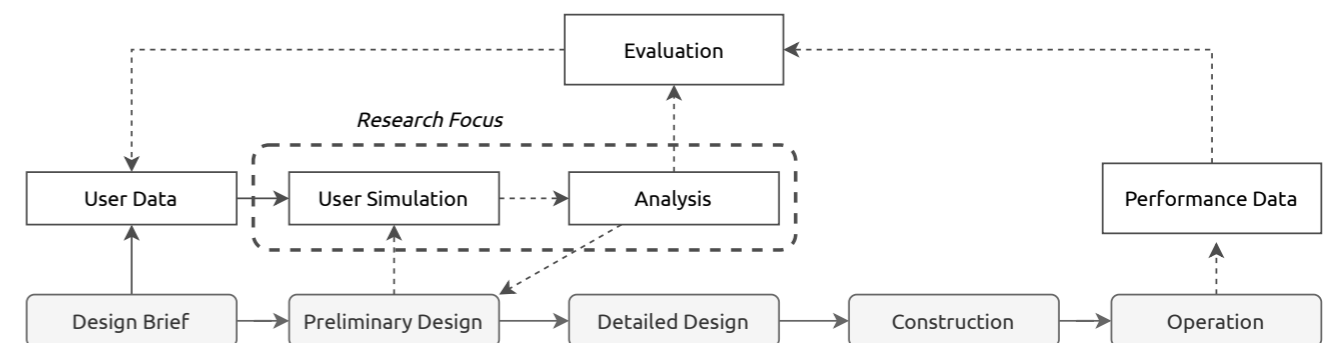 Evaluation
Research Focus
User Data
User Simulation
Analysis
Performance Data
Design Brief
Preliminary Design
Detailed Design
Construction
Operation